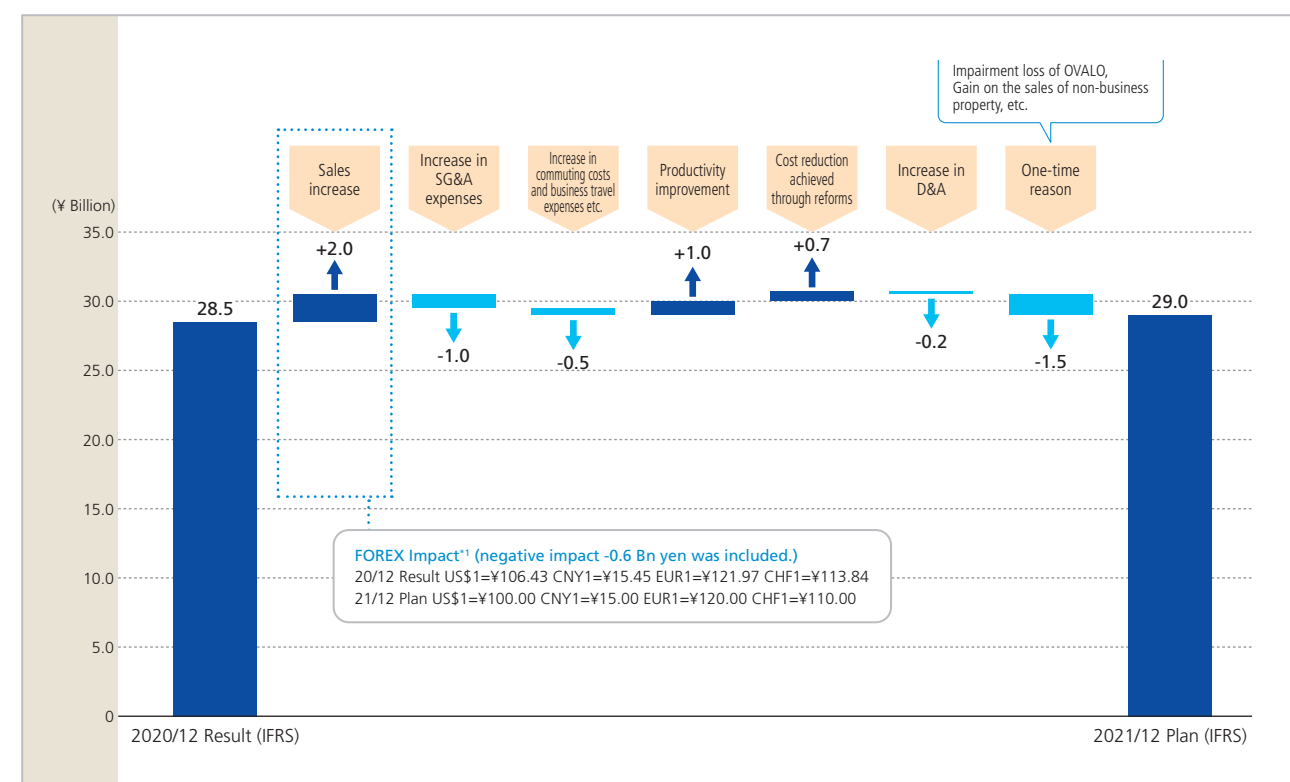 Impairment loss of OVALO,
Gain on the sales of non-business
property, etc.
Sales
increase
Increase in
SG&A
expenses
Increase in
commuting costs
and business travel
expenses etc.
Productivity
improvement
Cost reduction
achieved
through reforms
Increase in
D&A
One-time
reason
(¥ Billion)
35.0
30.0
25.0
20.0
15.0
10.0
5.0
0
28.5
+2.0
-1.0
-0.5
+1.0
+0.7
-0.2
-1.5
29.0
FOREX Impact*1 (negative impact -0.6 Bn yen was included.)
20/12 Result US$1=¥106.43 CNY1=¥15.45 EUR1=¥121.97 CHF1=¥113.84
21/12 Plan US$1=¥100.00 CNY1=¥15.00 EUR1=¥120.00 CHF1=¥110.00
2020/12 Result (IFRS)
2021/12 Plan (IFRS)